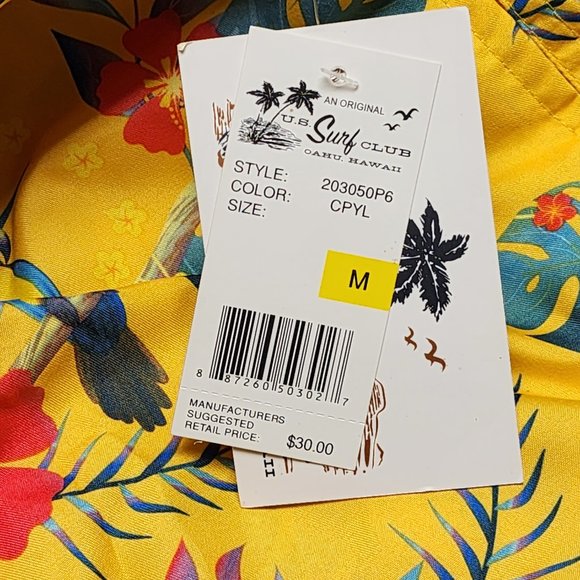 AN ORIGINAL
U.S. Surf CLUB
OAHU, HAWAII
STYLE: 203050P6
COLOR: CPYL
SIZE:
M
8 87260 50302 7
MANUFACTURERS
SUGGESTED
RETAIL PRICE: $30.00